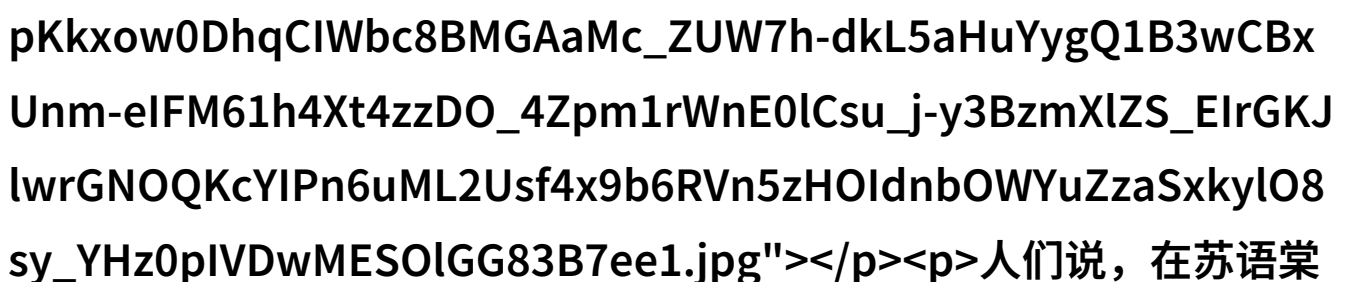 pKkxow0DhqCIWbc8BMGAaMc_ZUW7h-dkL5aHuYygQ1B3wCBx
Unm-eIFM61h4Xt4zzDO_4Zpm1rWnE0lCsu_j-y3BzmXlZS_EIrGKJ
lwrGNOQKcYIPn6uML2Usf4x9b6RVn5zHOIdnbOWYuZzaSxkylO8
sy_YHz0pIVDwMESOlGG83B7ee1.jpg"></p><p>人们说，在苏语棠